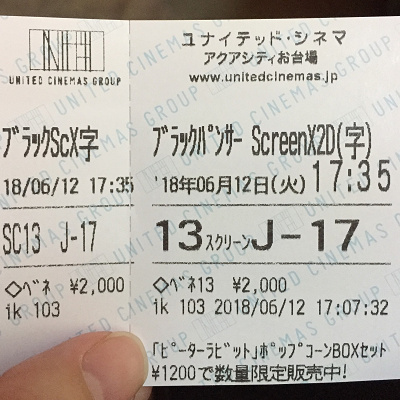 UNITED CINEMAS GROUP
ブラックScX字
18/06/12 17:35
SC13 J-17
◇ベネ ¥2,000
ik 103
ユナイテッド・シネマ
アクアシティお台場
www.unitedcinemas.jp
ブラックパンサー ScreenX2D(字)
'18年06月12日(火) 17:35
13スクリーンJ-17
◇ベネ13 ¥2,000
ik 103 2018/06/12 17:07:32
「ピーターラビット」ポップコーンBOXセット
¥1200で数量限定販売中!